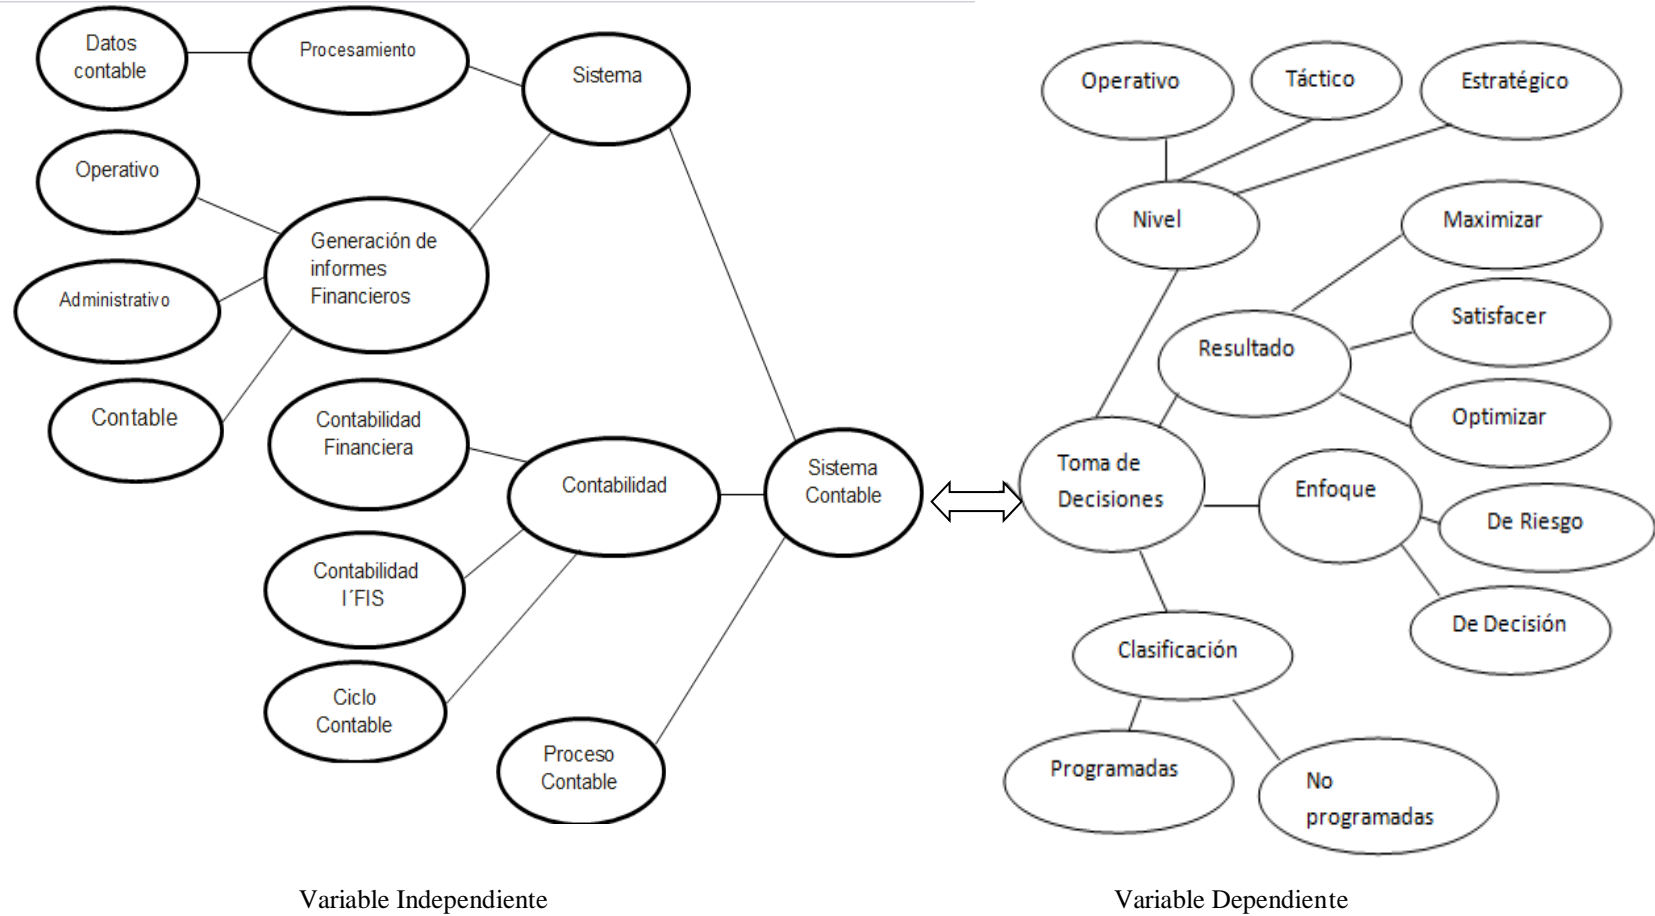 Datos
contable
Procesamiento
Sistema
Operativo
Generación de
informes
Financieros
Administrativo
Contable
Contabilidad
Financiera
Contabilidad
Sistema
Contable
Contabilidad
I´FIS
Ciclo
Contable
Proceso
Contable
Operativo
Táctico
Estratégico
Nivel
Maximizar
Resultado
Satisfacer
Optimizar
Toma de
Decisiones
Enfoque
De Riesgo
De Decisión
Clasificación
Programadas
No
programadas
Variable Independiente
Variable Dependiente